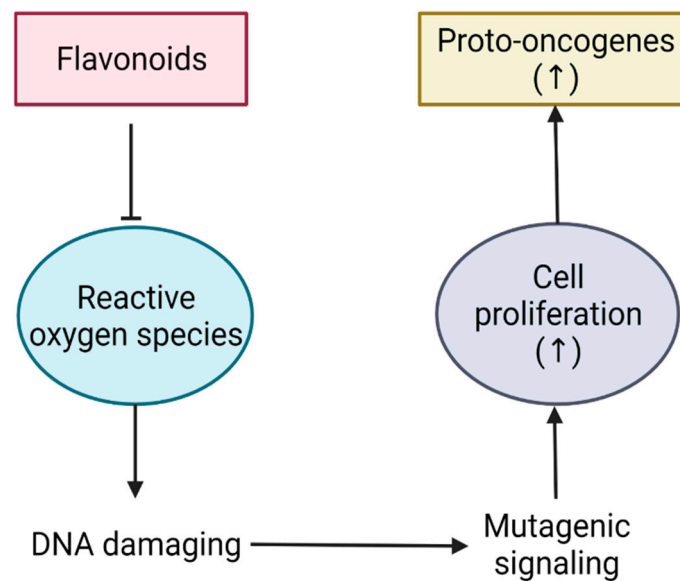 Flavonoids
Reactive
oxygen species
DNA damaging
Mutagenic
signaling
Cell
proliferation
(↑)
Proto-oncogenes
(↑)